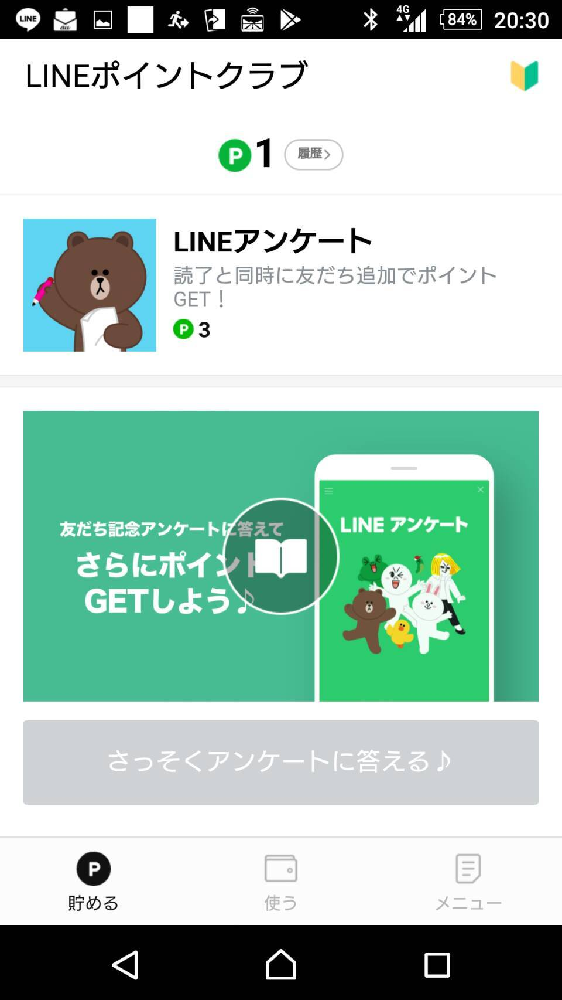 LINE
au
4G
84%
20:30
LINEポイントクラブ
P 1 履歴>
LINEアンケート
読了と同時に友だち追加でポイント
GET！
P 3
友だち記念アンケートに答えて
さらにポイント
GETしよう♪
LINE アンケート
さっそくアンケートに答える♪
P
貯める
使う
メニュー